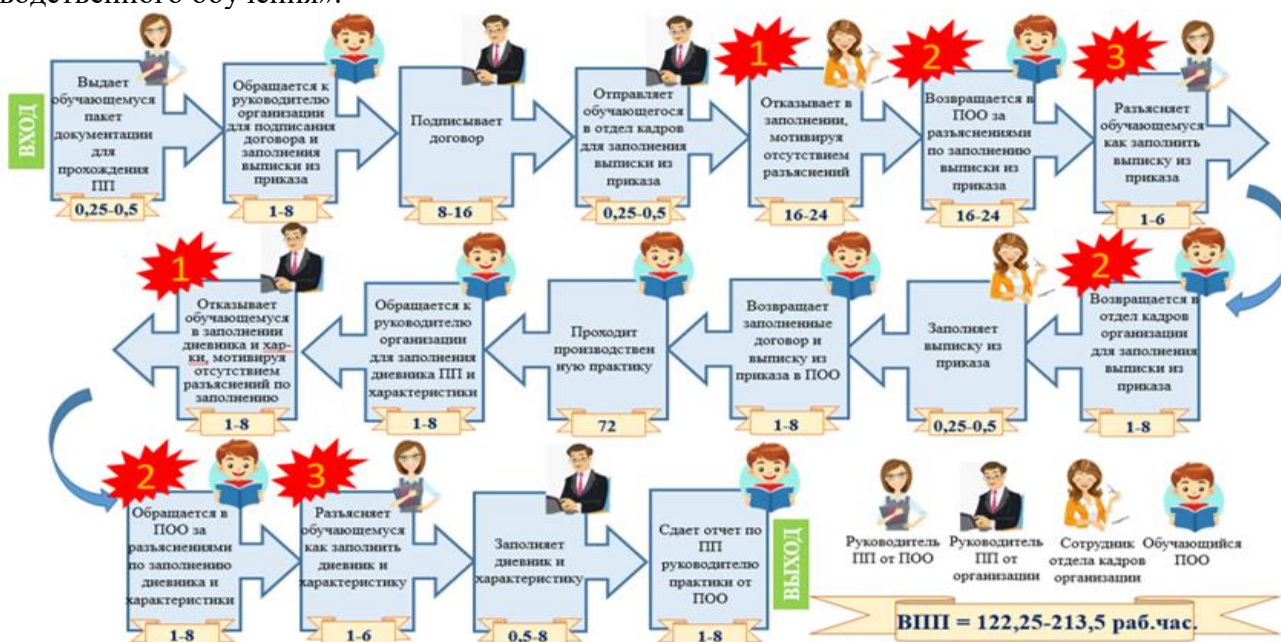 водственного обучения».
ВХОД
Выдает
обучающемуся
пакет
документации
для
прохождения
ПП
0,25-0,5
Обращается к
руководителю
организации
для подписания
договора и
заполнения
выписки из
приказа
1-8
Подписывает
договор
8-16
Отправляет
обучающегося
в отдел кадров
для заполнения
выписки из
приказа
0,25-0,5
1
Отказывает в
заполнении,
мотивируя
отсутствием
разъяснений
16-24
2
Возвращается в
ПОО за
разъяснениями
по заполнению
выписки из
приказа
16-24
3
Разъясняет
обучающемуся
как заполнить
выписку из
приказа
1-6
2
Возвращается в
отдел кадров
организации
для заполнения
выписки из
приказа
1-8
Заполняет
выписку из
приказа
0,25-0,5
Возвращает
заполненные
договор и
выписку из
приказа в ПОО
1-8
Проходит
производствен
ную практику
72
Обращается к
руководителю
организации
для заполнения
дневника ПП и
характеристики
1-8
1
Отказывает
обучающемуся
в заполнении
дневника и хар-
ки, мотивируя
отсутствием
разъяснений по
заполнению
1-8
2
Обращается в
ПОО за
разъяснениями
по заполнению
дневника и
характеристики
1-8
3
Разъясняет
обучающемуся
как заполнить
дневник и
характеристику
1-6
Заполняет
дневник и
характеристику
0,5-8
Сдает отчет по
ПП
руководителю
практики от
ПОО
1-8
ВЫХОД
Руководитель
ПП от ПОО
Руководитель
ПП от
организации
Сотрудник
отдела кадров
организации
Обучающийся
ПОО
ВПП = 122,25-213,5 раб.час.